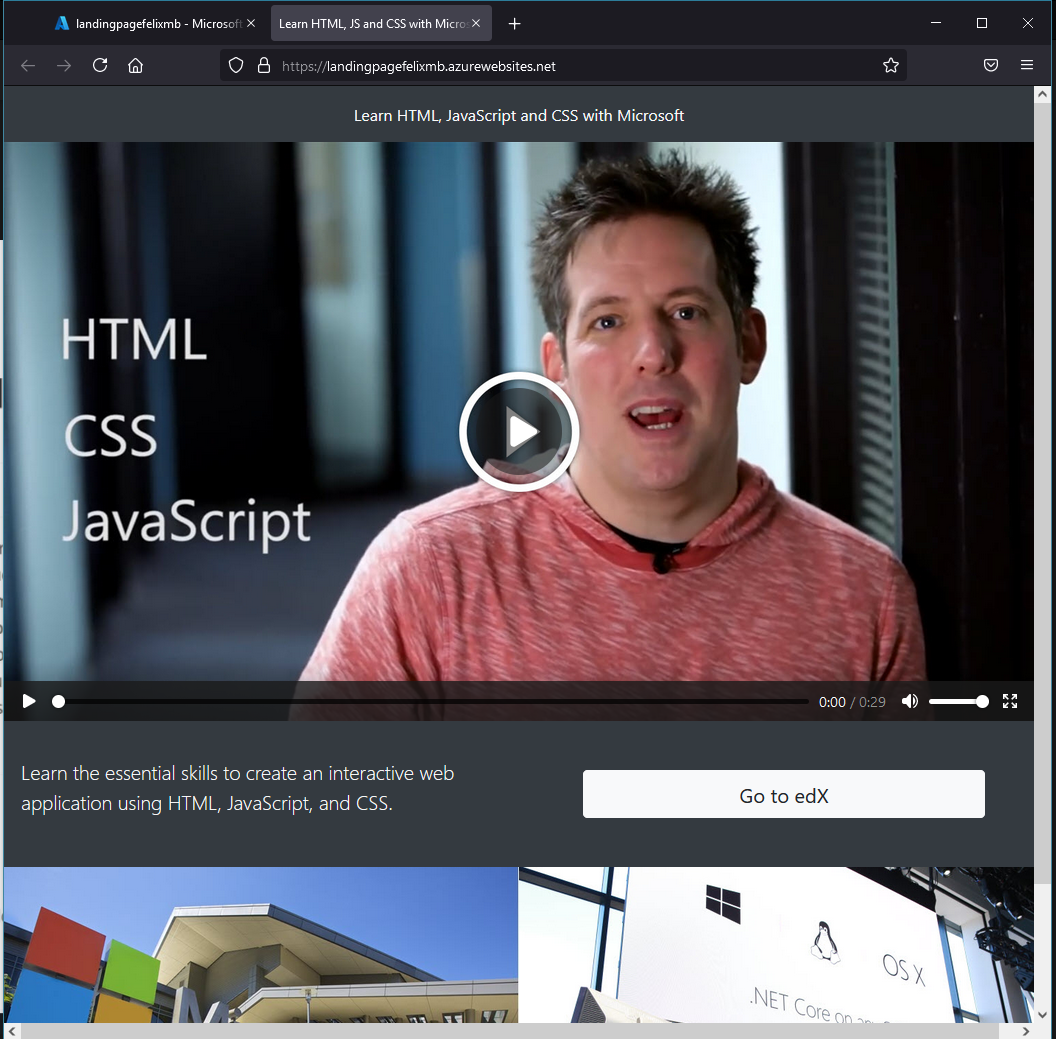 landingpagefelixmb - Microsoft
Learn HTML, JS and CSS with Micros
https://landingpagefelixmb.azurewebsites.net
Learn HTML, JavaScript and CSS with Microsoft
HTML
CSS
JavaScript
0:00 / 0:29
Learn the essential skills to create an interactive web
application using HTML, JavaScript, and CSS.
Go to edX
OS X
.NET Core on